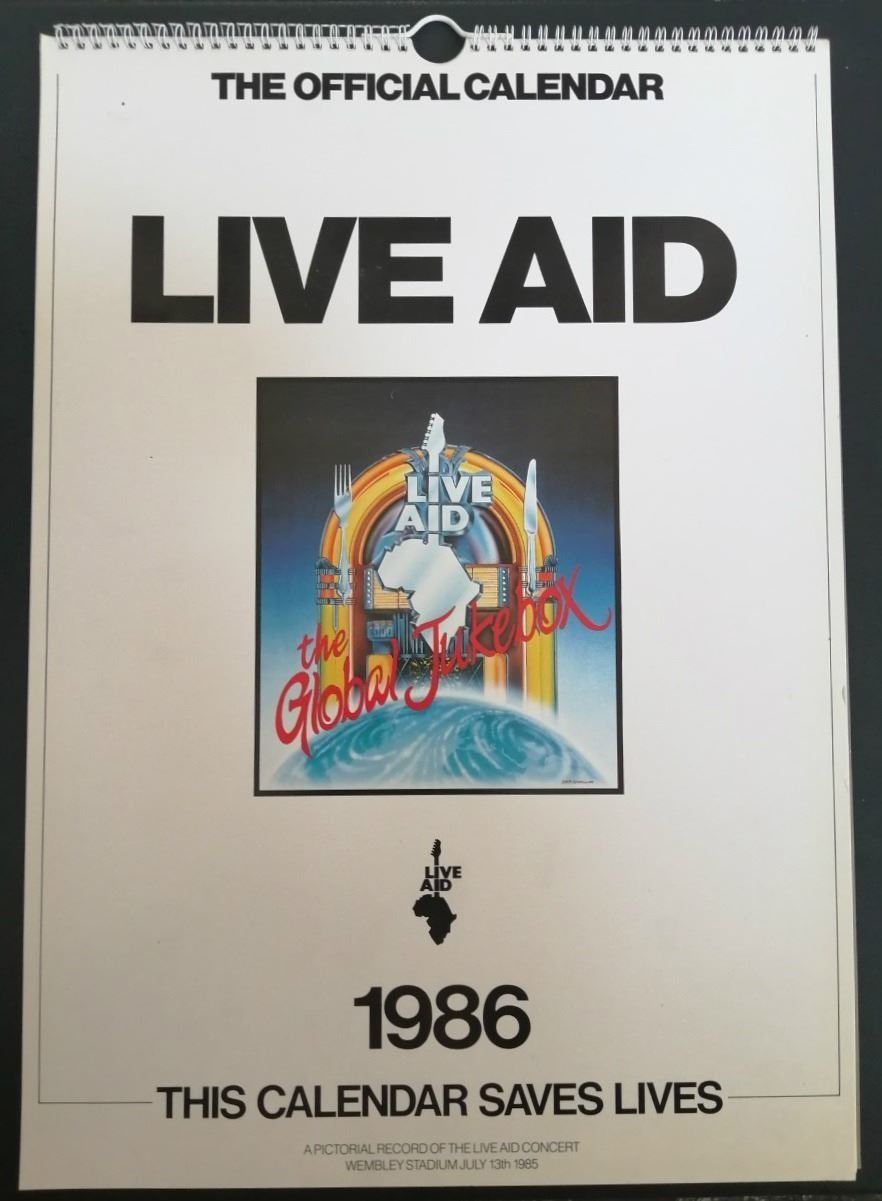 THE OFFICIAL CALENDAR
LIVE AID
LIVE
AID
the
Global Jukebox
LIVE
AID
1986
THIS CALENDAR SAVES LIVES
A PICTORIAL RECORD OF THE LIVE AID CONCERT
WEMBLEY STADIUM JULY 13th 1985